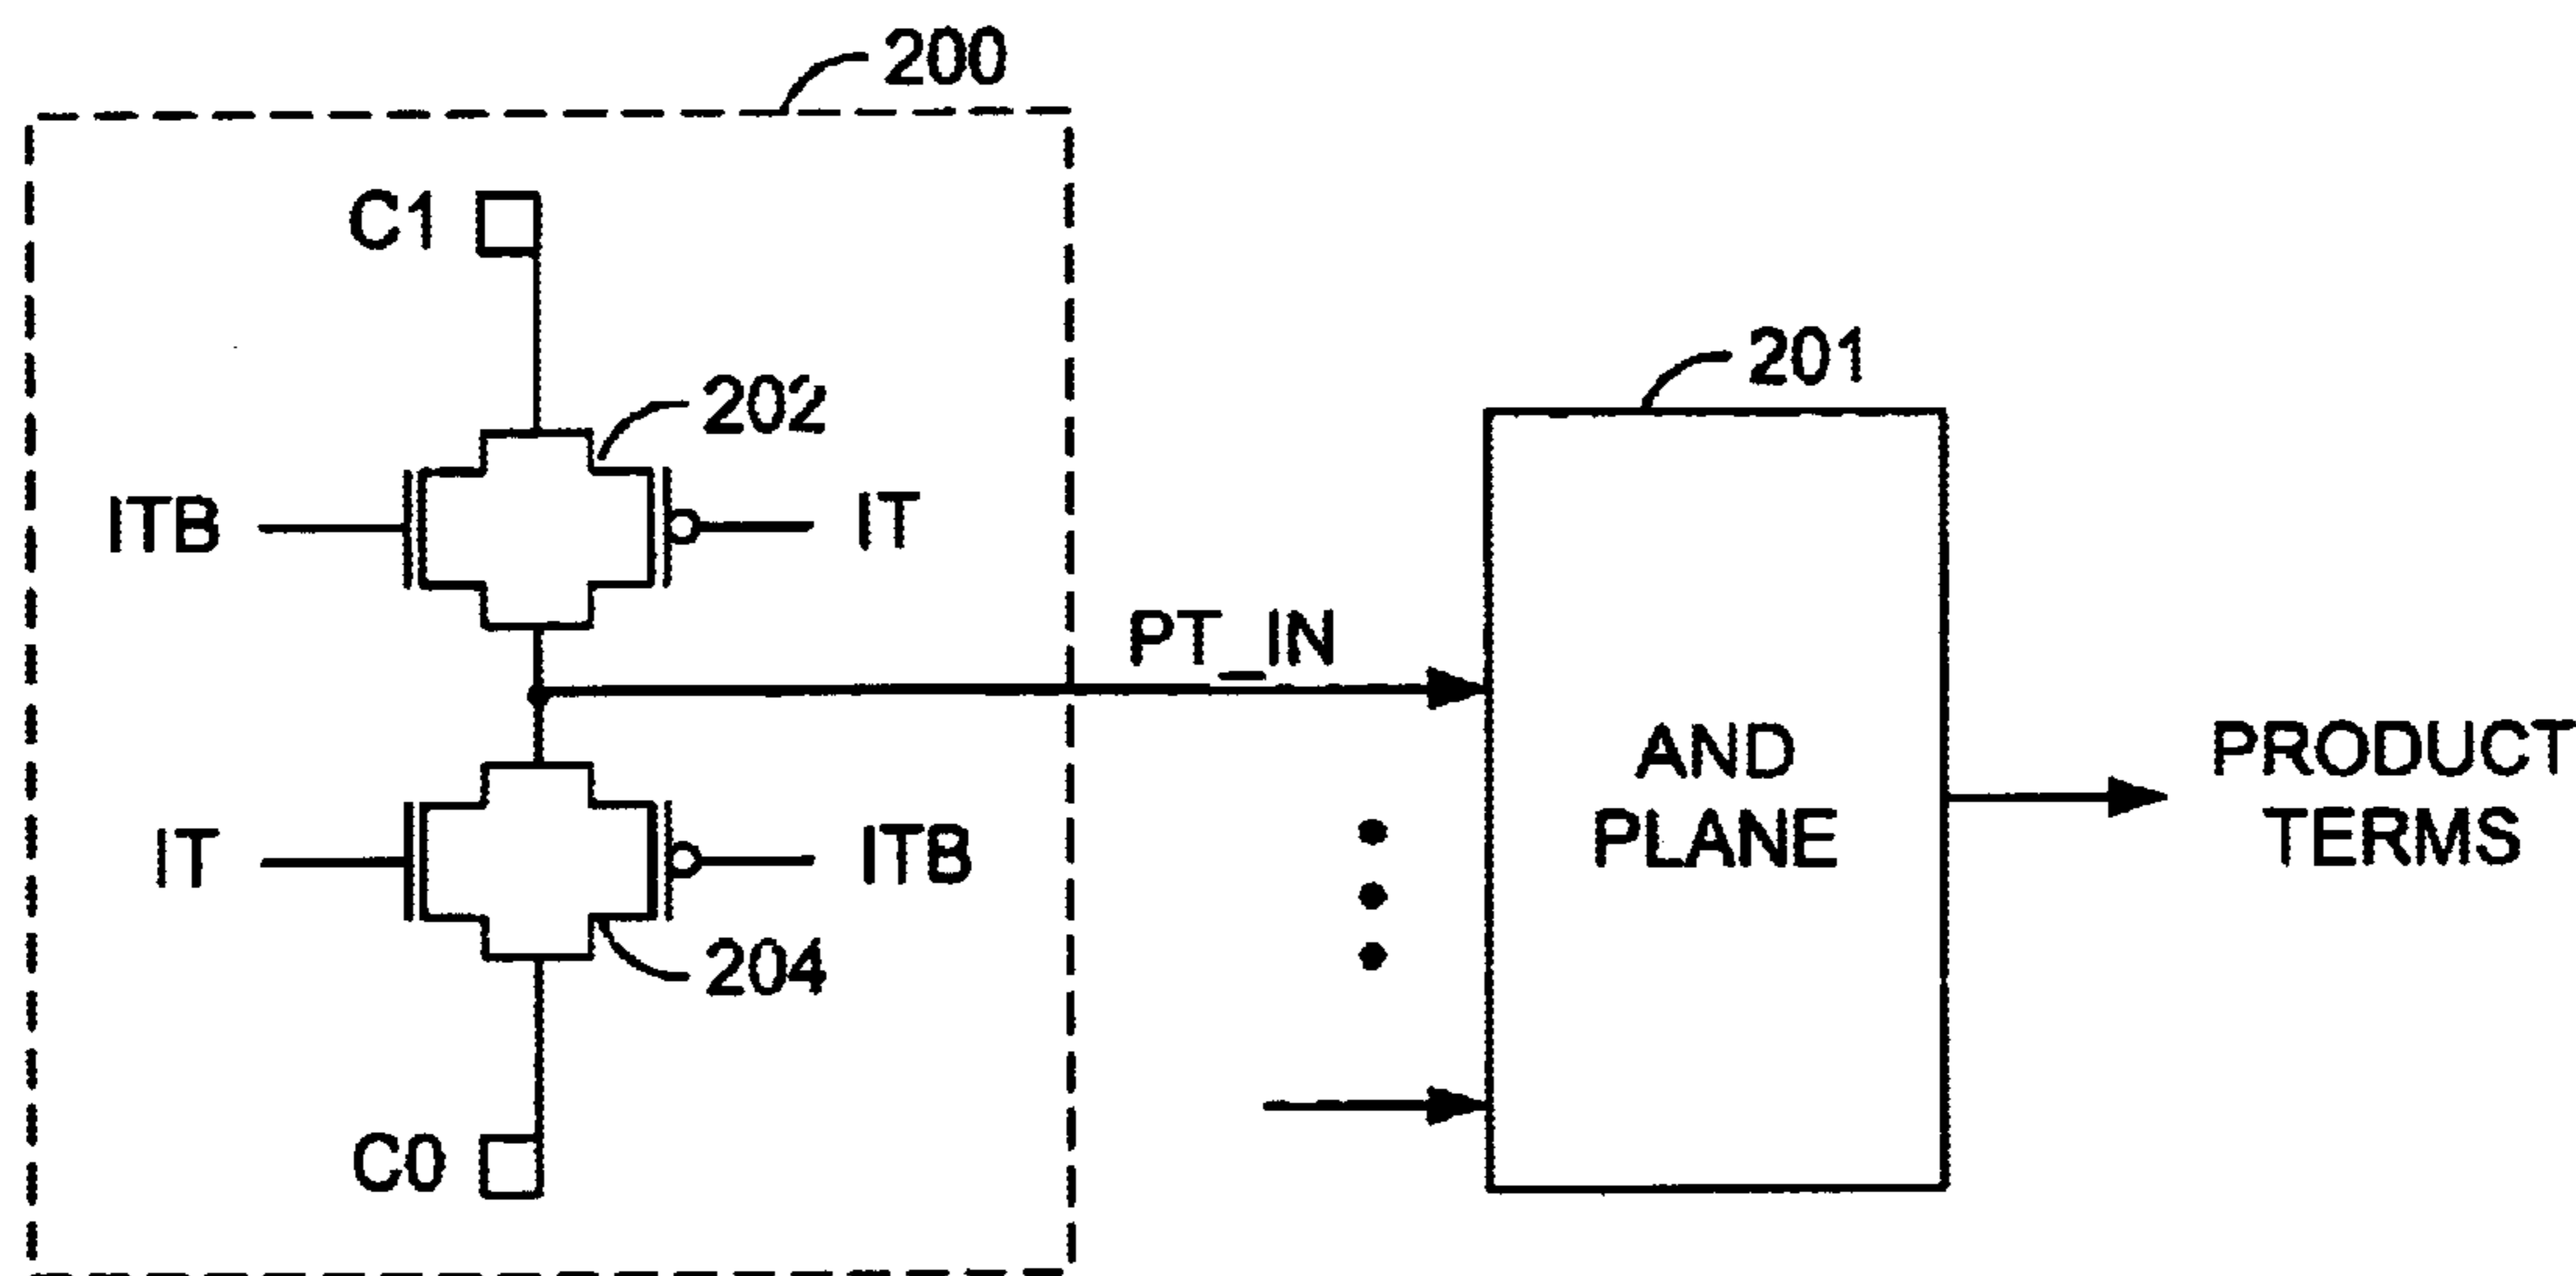 200
C1
202
201
ITB
IT
PT_IN
AND
PLANE
PRODUCT
TERMS
IT
ITB
204
C0